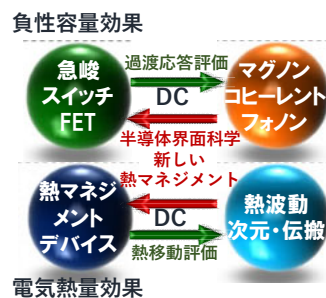 負性容量効果
急峻
スイッチ
FET
過渡応答評価
DC
マグノン
コヒーレント
フォノン
半導体界面科学
新しい
熱マネジメント
熱マネジ
メント
デバイス
DC
熱移動評価
熱波動
次元・伝搬
電気熱量効果